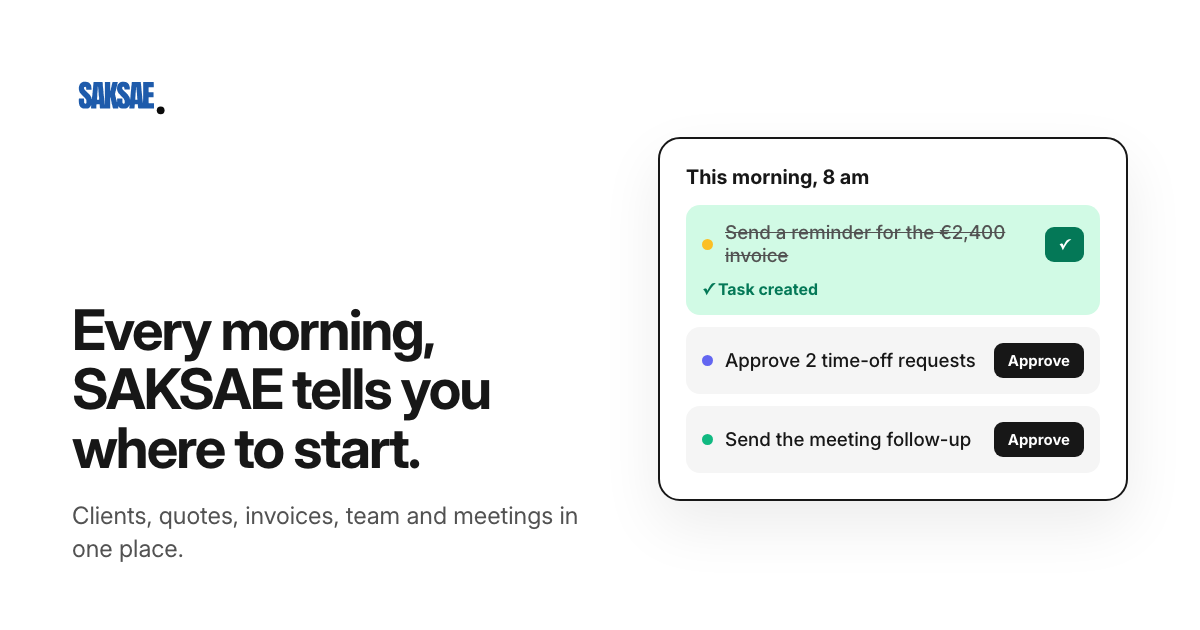 SAKSAE.
Every morning,
SAKSAE tells you
where to start.
Clients, quotes, invoices, team and meetings in
one place.
This morning, 8 am
Send a reminder for the €2,400
invoice
✓
✓ Task created
Approve 2 time-off requests
Approve
Send the meeting follow-up
Approve